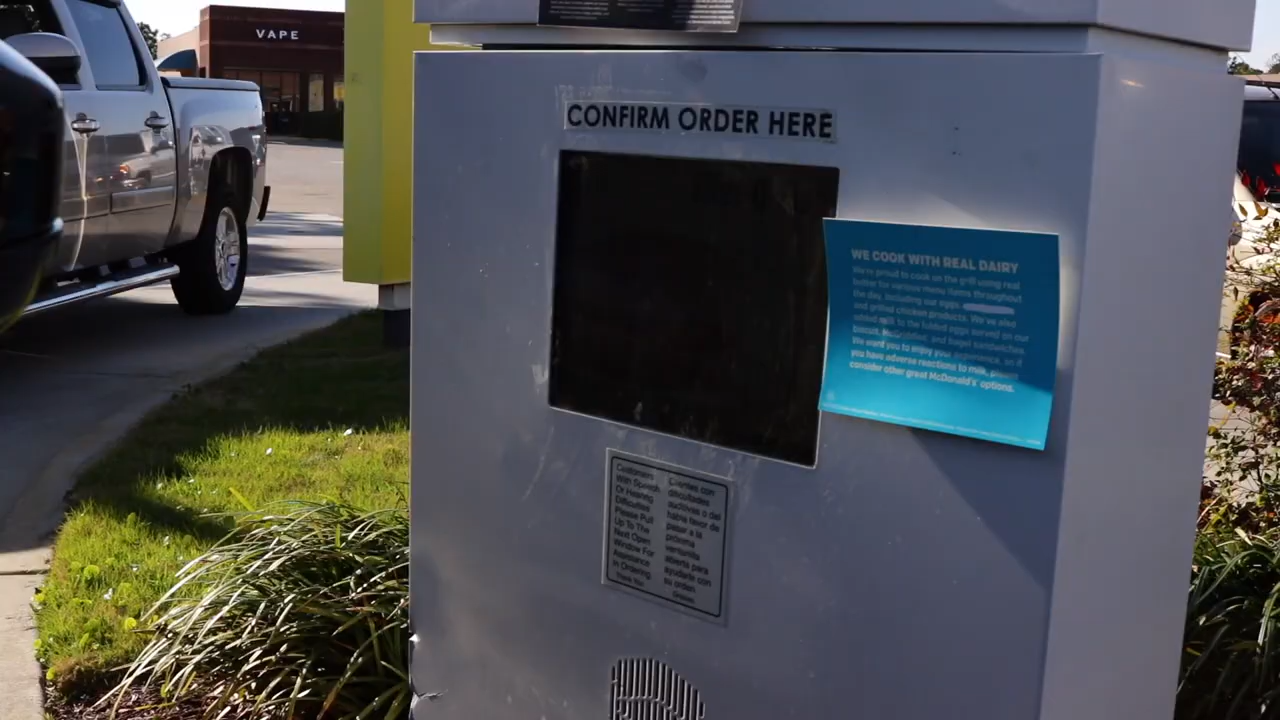 VAPE
CONFIRM ORDER HERE
WE COOK WITH REAL DAIRY
We're proud to cook on the grill using real
butter for various menu items throughout
the day, including our eggs,
and grilled chicken products. We've also
added milk to the folded eggs served on our
biscuit, McGriddles, and bagel sandwiches.
We want you to enjoy your experience, so if
you have adverse reactions to milk, please
consider other great McDonald's options.
Customers
With Speech
Or Hearing
Difficulties
Please Pull
Up To The
Next Open
Window For
Assistance
In Ordering
Thank You
Clientes con
dificultades
auditivas o del
habla favor de
pasar a la
próxima
ventanilla
abierta para
ayudarle con
su orden
Gracias